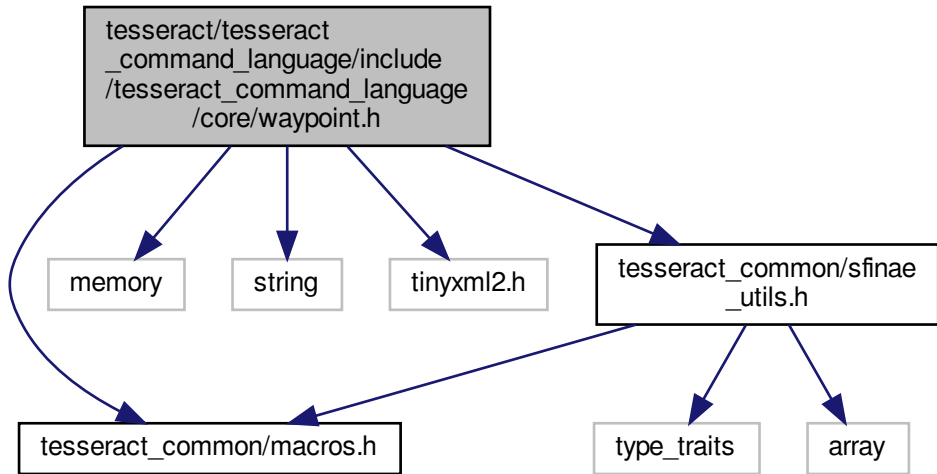 tesseract/tesseract
_command_language/include
/tesseract_command_language
/core/waypoint.h
memory
string
tinyxml2.h
tesseract_common/sfinae
_utils.h
tesseract_common/macros.h
type_traits
array